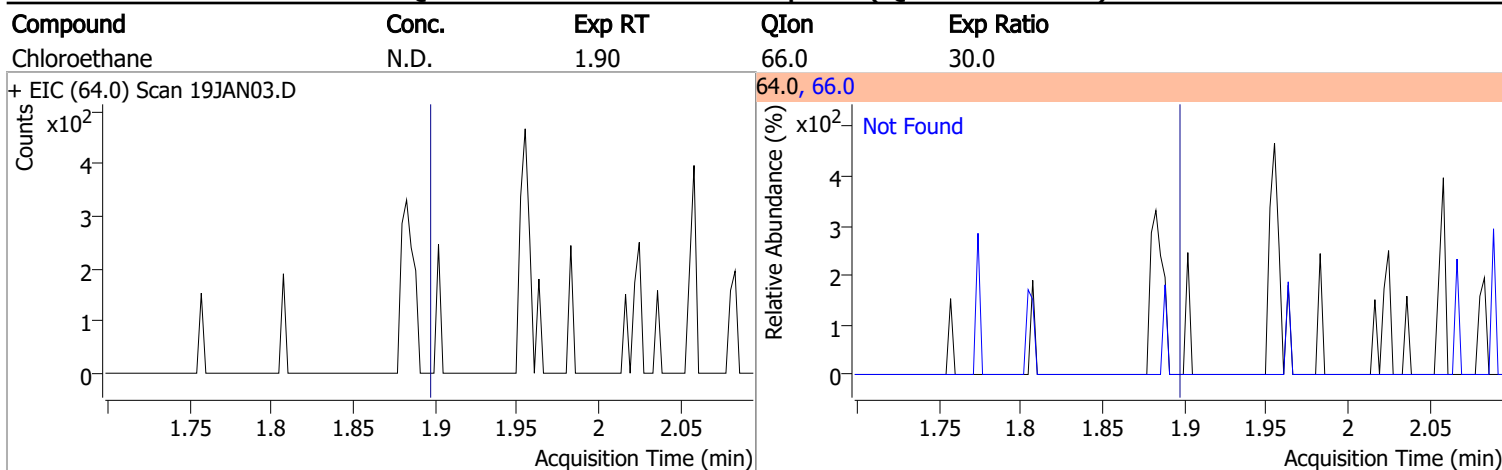 Compound Conc. Exp RT QIon Exp Ratio
Chloroethane N.D. 1.90 66.0 30.0
+ EIC (64.0) Scan 19JAN03.D
Counts
x10²
4
3
2
1
0
1.75 1.8 1.85 1.9 1.95 2 2.05
Acquisition Time (min)
64.0, 66.0
Relative Abundance (%)
x10²
Not Found
4
3
2
1
0
1.75 1.8 1.85 1.9 1.95 2 2.05
Acquisition Time (min)